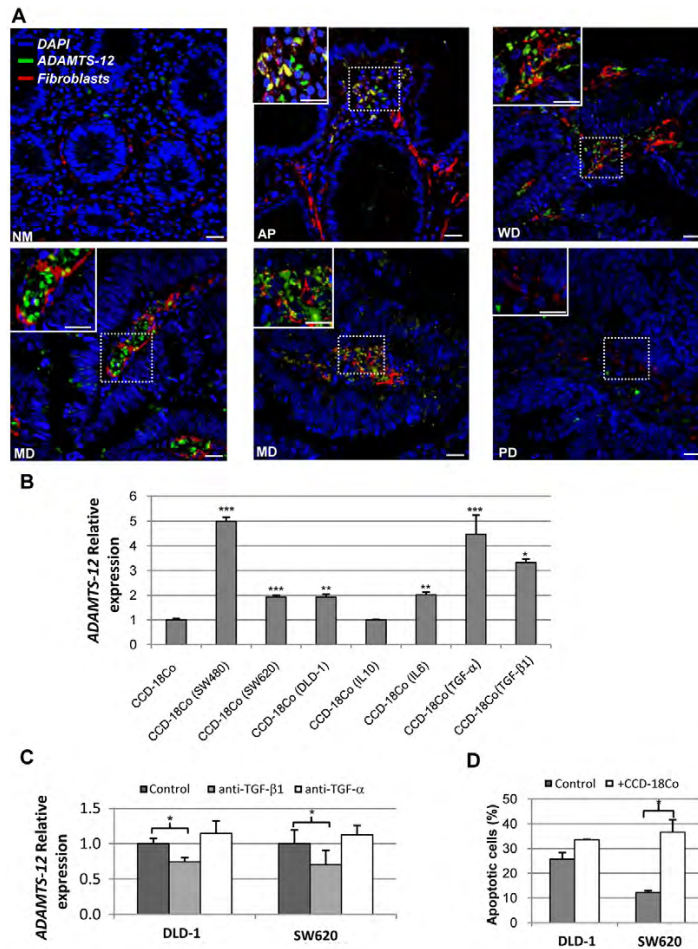 A
DAPI
ADAMTS-12
Fibroblasts
NM
AP
WD
MD
MD
PD
B
ADAMTS-12 Relative
expression
6
5
4
3
2
1
0
***
***
**
**
***
*
CCD-18Co
CCD-18Co (SW480)
CCD-18Co (SW620)
CCD-18Co (DLD-1)
CCD-18Co (IL10)
CCD-18Co (IL6)
CCD-18Co (TGF-α)
CCD-18Co (TGF-β1)
C
Control anti-TGF-β1 anti-TGF-α
ADAMTS-12 Relative
expression
1.5
1.0
0.5
0.0
*
*
DLD-1 SW620
D
Control +CCD-18Co
Apoptotic cells (%)
50
40
30
20
10
0
*
DLD-1 SW620